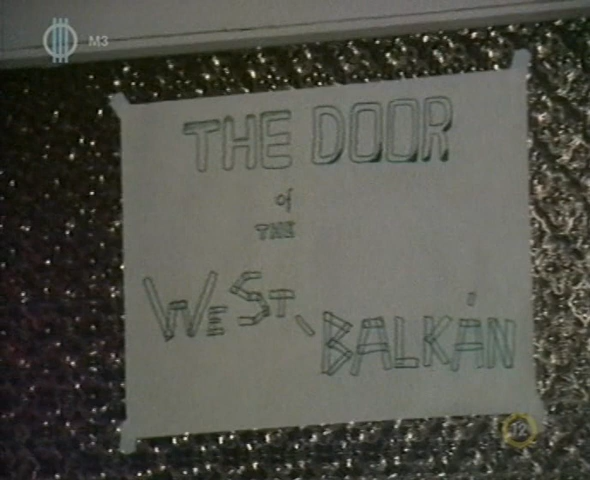 M3
THE DOOR
of
THE
WEST-BALKÁN
12